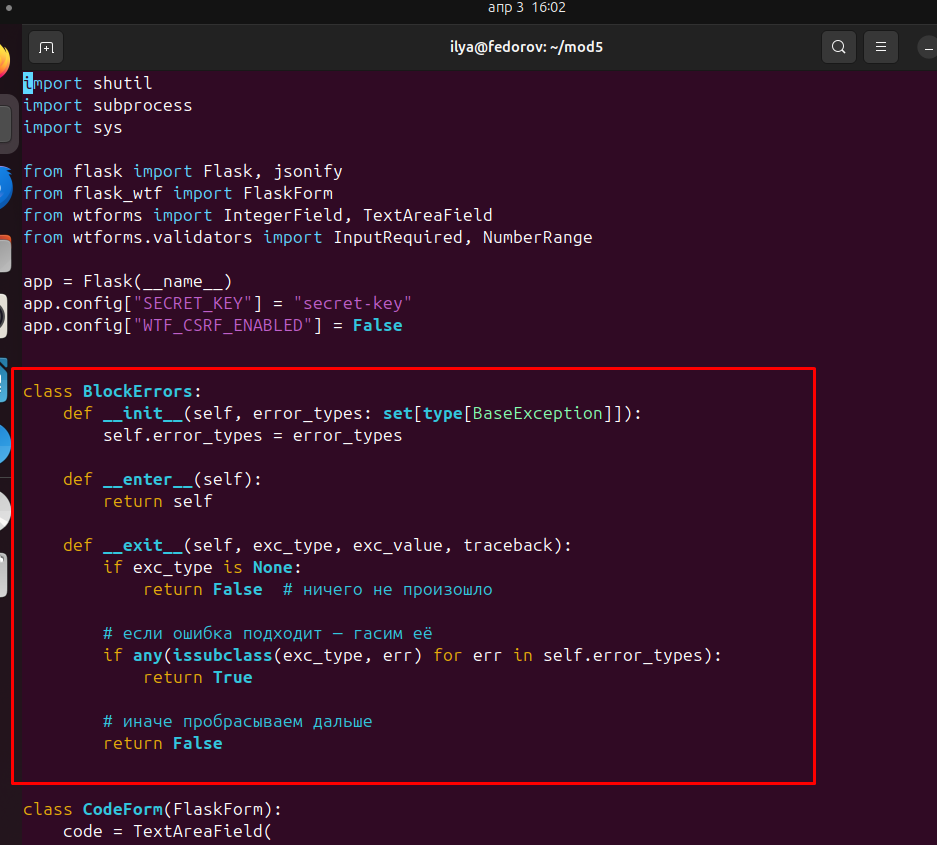 апр 3 16:02
ilya@fedorov: ~/mod5
import shutil
import subprocess
import sys
from flask import Flask, jsonify
from flask_wtf import FlaskForm
from wtforms import IntegerField, TextAreaField
from wtforms.validators import InputRequired, NumberRange
app = Flask(__name__)
app.config["SECRET_KEY"] = "secret-key"
app.config["WTF_CSRF_ENABLED"] = False
class BlockErrors:
    def __init__(self, error_types: set[type[BaseException]]):
        self.error_types = error_types
    def __enter__(self):
        return self
    def __exit__(self, exc_type, exc_value, traceback):
        if exc_type is None:
            return False  # ничего не произошло
        # если ошибка подходит — гасим её
        if any(issubclass(exc_type, err) for err in self.error_types):
            return True
        # иначе пробрасываем дальше
        return False
class CodeForm(FlaskForm):
    code = TextAreaField(